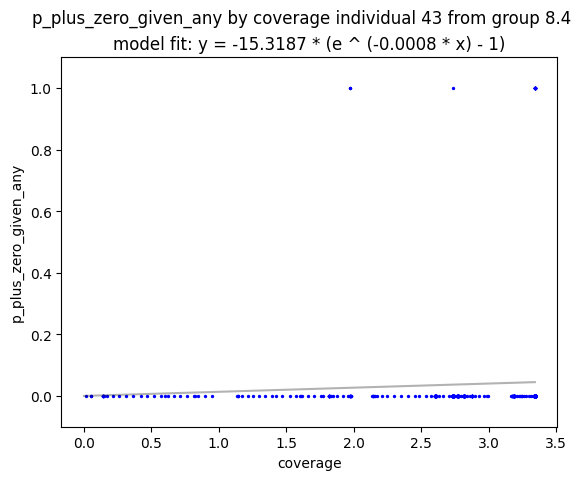 p_plus_zero_given_any by coverage individual 43 from group 8.4
model fit: y = -15.3187 * (e ^ (-0.0008 * x) - 1)
1.0
0.8
0.6
0.4
0.2
0.0
p_plus_zero_given_any
0.0 0.5 1.0 1.5 2.0 2.5 3.0 3.5
coverage